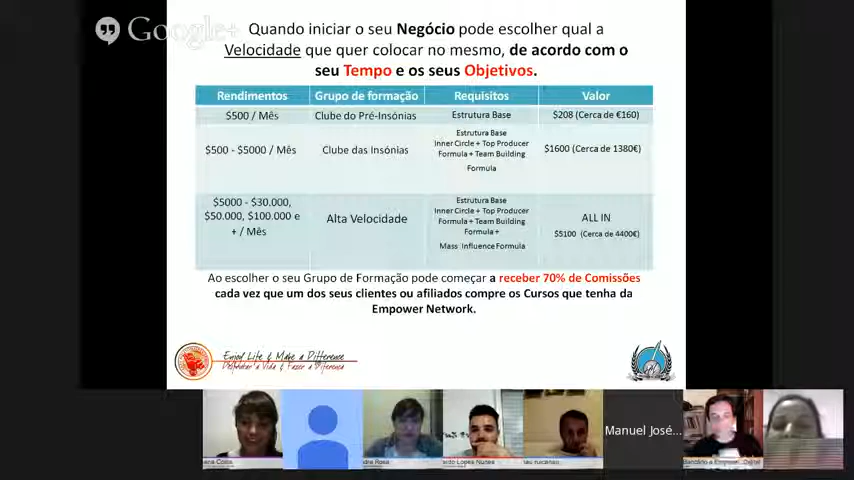 Google+
Quando iniciar o seu Negócio pode escolher qual a
Velocidade que quer colocar no mesmo, de acordo com o
seu Tempo e os seus Objetivos.
Rendimentos Grupo de formação Requisitos Valor
$500 / Mês Clube do Pré-Insónias Estrutura Base $208 (Cerca de €160)
$500 - $5000 / Mês Clube das Insónias Estrutura Base
Inner Circle + Top Producer
Formula + Team Building
Formula
$1600 (Cerca de 1380€)
$5000 - $30.000,
$50.000, $100.000 e
+ / Mês
Alta Velocidade
Estrutura Base
Inner Circle + Top Producer
Formula + Team Building
Formula +
Mass Influence Formula
ALL IN
$5100 (Cerca de 4400€)
Ao escolher o seu Grupo de Formação pode começar a receber 70% de Comissões
cada vez que um dos seus clientes ou afiliados compre os Cursos que tenha da
Empower Network.
Enjoy Life & Make a Difference
Desfrutar a Vida & Fazer a Diferença
Manuel José...
Costa
dre Rosa
ardo Lopes Nunes